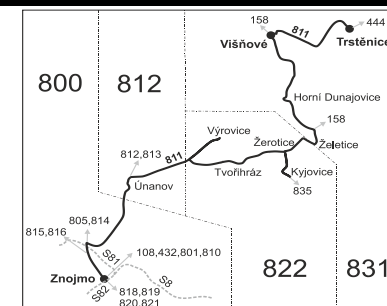 158
811
444
Višňové
Trstěnice
800
812
Horní Dunajovice
158
Výrovice
Žerotice
Želetice
812,813
811
Tvořihráz
Kyjovice
Únanov
835
805,814
815,816
S81
108,432,801,810
822
831
Znojmo
S82
S8
818,819
820,821